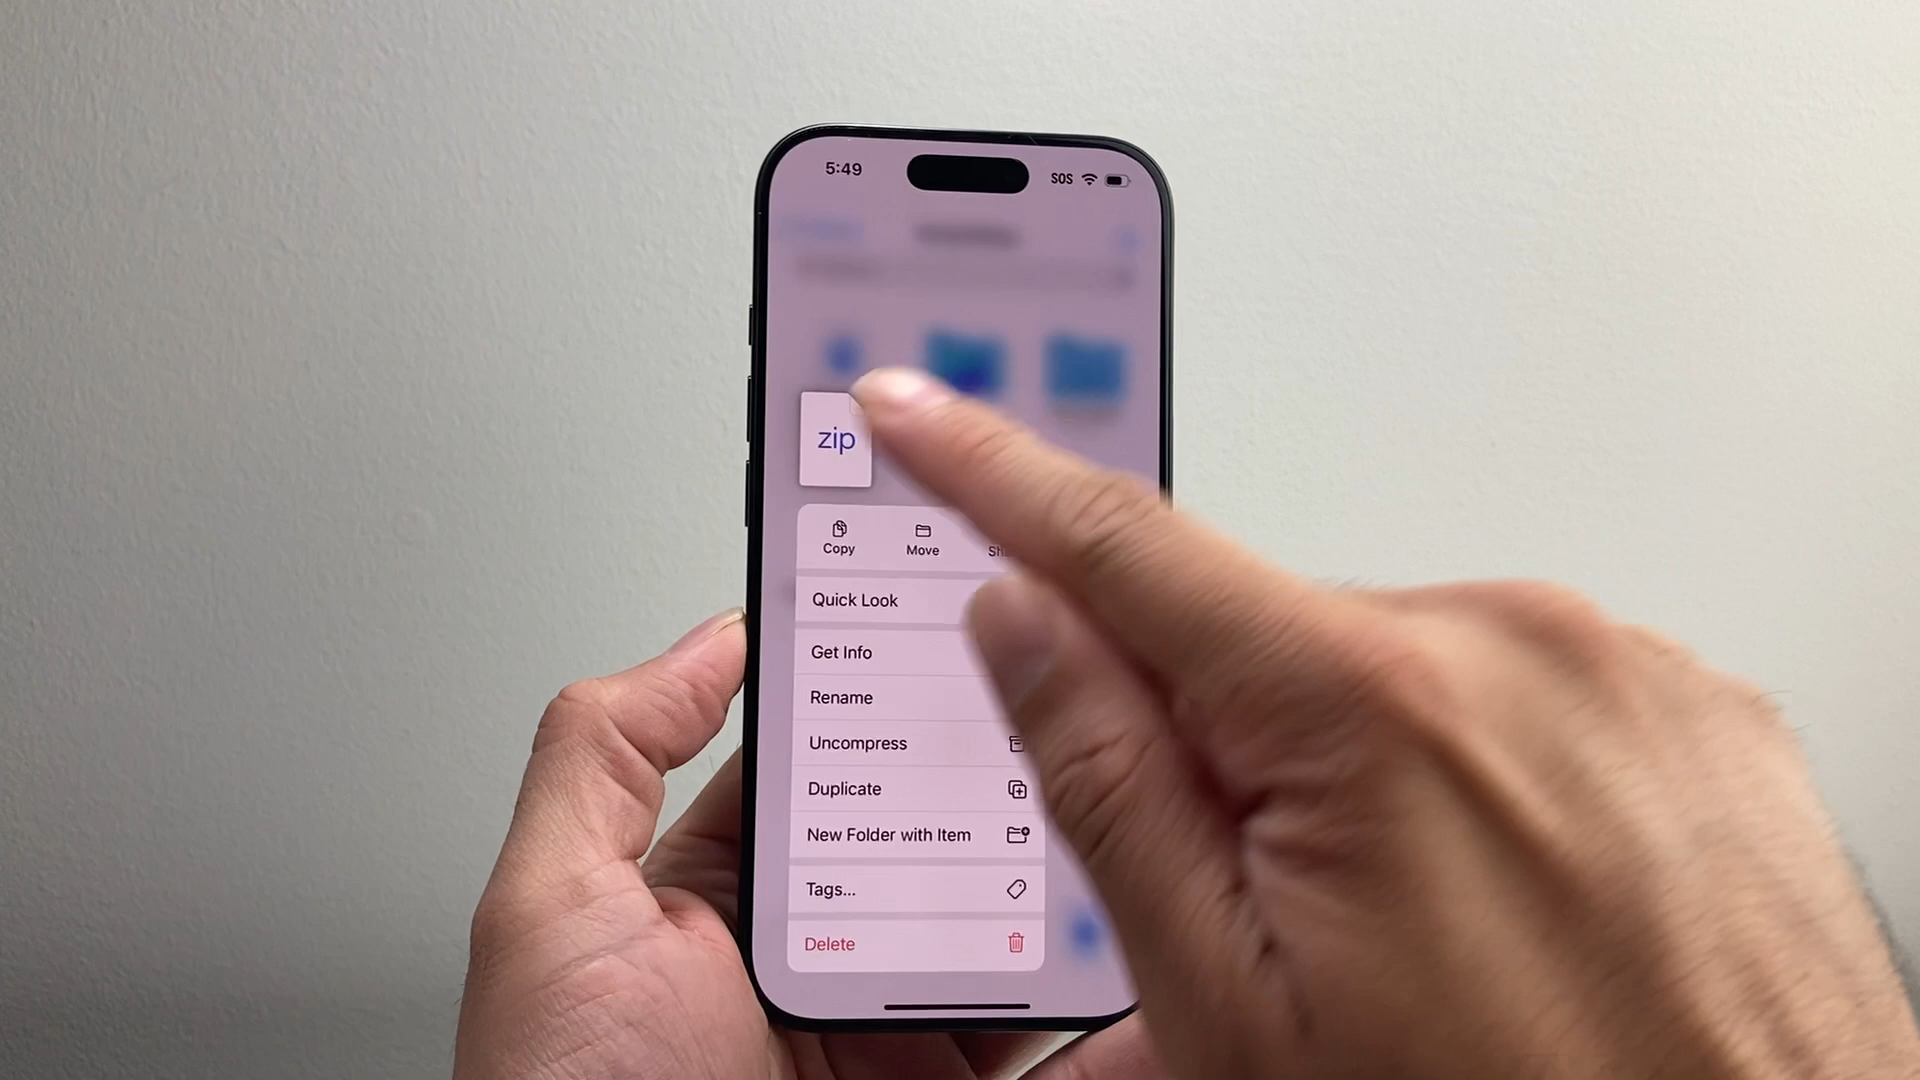 5:49
SOS
zip
Copy
Move
Quick Look
Get Info
Rename
Uncompress
Duplicate
New Folder with Item
Tags...
Delete